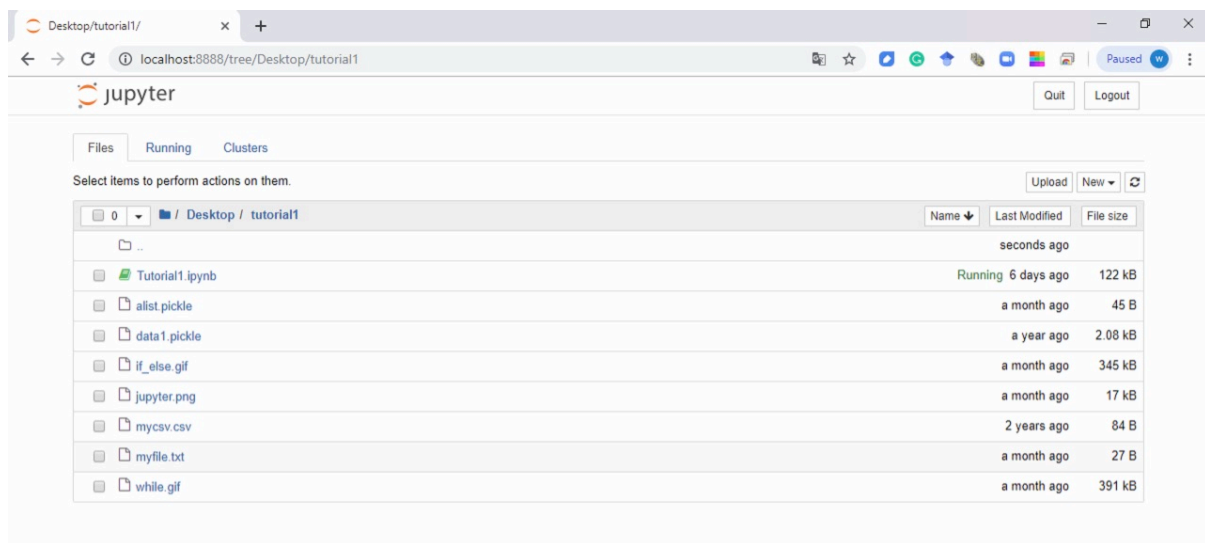 Desktop/tutorial1/
localhost:8888/tree/Desktop/tutorial1 Paused W
jupyter Quit Logout
Files Running Clusters
Select items to perform actions on them. Upload New
0 / Desktop / tutorial1 Name Last Modified File size
.. seconds ago
Tutorial1.ipynb Running 6 days ago 122 kB
alist.pickle a month ago 45 B
data1.pickle a year ago 2.08 kB
if_else.gif a month ago 345 kB
jupyter.png a month ago 17 kB
mycsv.csv 2 years ago 84 B
myfile.txt a month ago 27 B
while.gif a month ago 391 kB